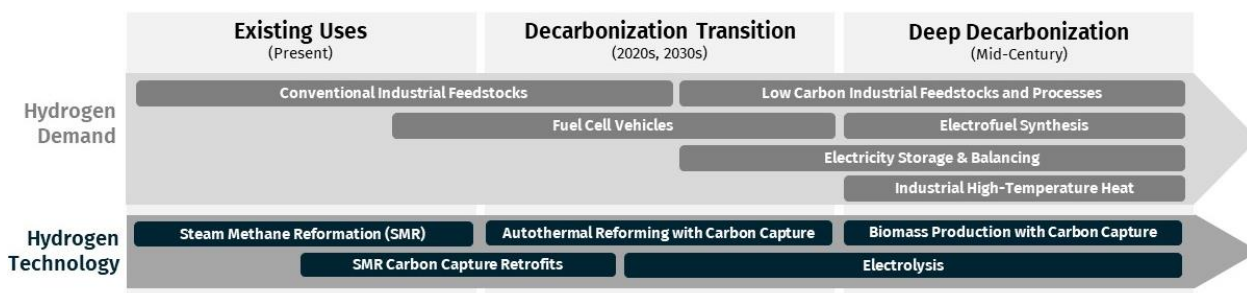 Existing Uses
(Present)
Decarbonization Transition
(2020s, 2030s)
Deep Decarbonization
(Mid-Century)
Hydrogen
Demand
Conventional Industrial Feedstocks
Low Carbon Industrial Feedstocks and Processes
Fuel Cell Vehicles
Electrofuel Synthesis
Electricity Storage & Balancing
Industrial High-Temperature Heat
Hydrogen
Technology
Steam Methane Reformation (SMR)
Autothermal Reforming with Carbon Capture
Biomass Production with Carbon Capture
SMR Carbon Capture Retrofits
Electrolysis